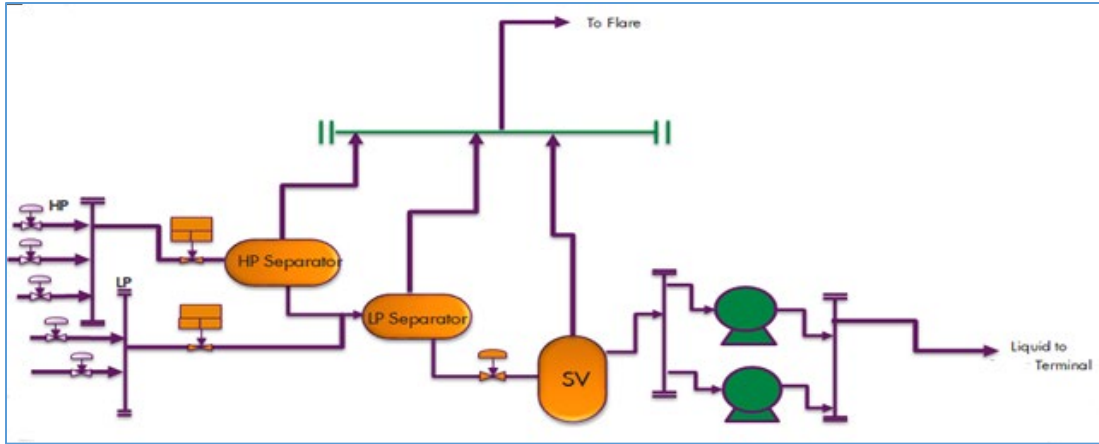 To Flare
HP
HP Separator
LP
LP Separator
SV
Liquid to
Terminal